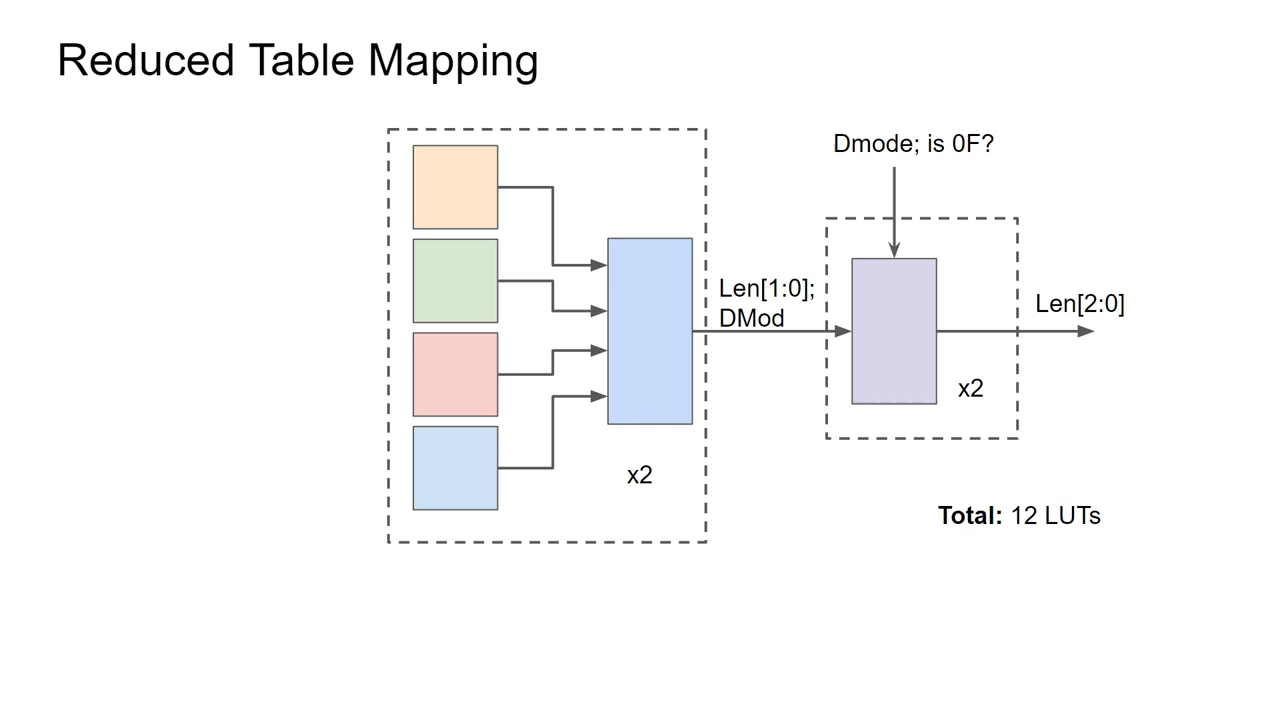 Reduced Table Mapping
Dmode; is 0F?
Len[1:0];
DMod
Len[2:0]
x2
x2
Total: 12 LUTs